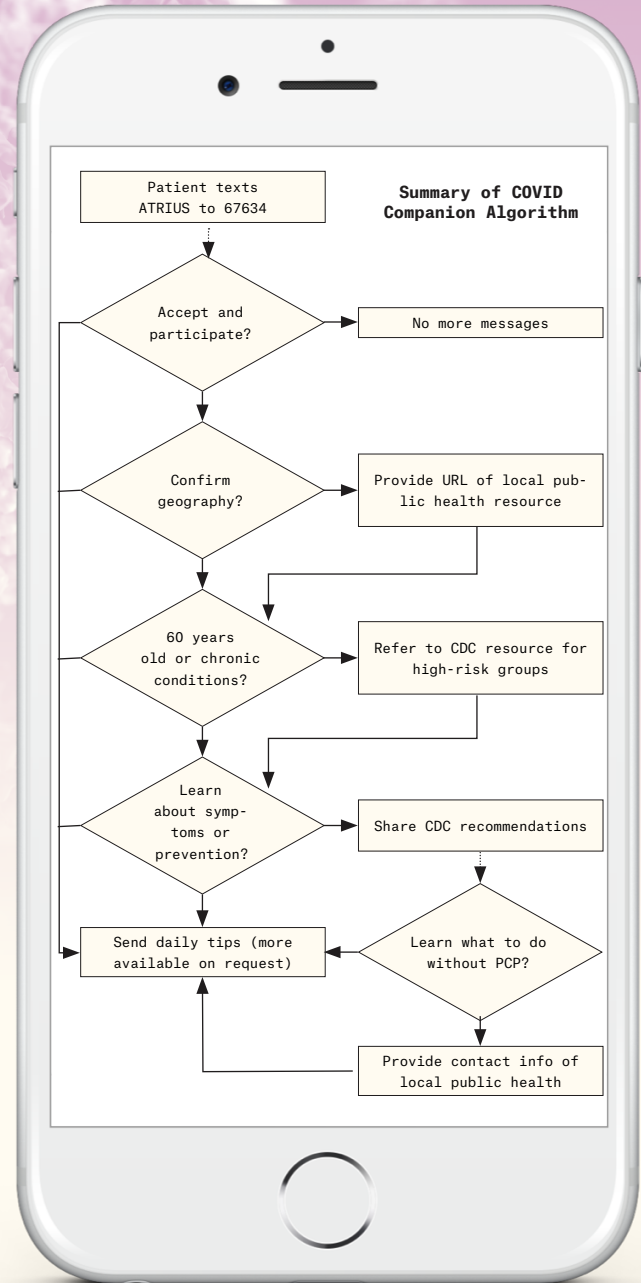 Patient texts
ATRIUS to 67634
Summary of COVID
Companion Algorithm
Accept and
participate?
No more messages
Confirm
geography?
Provide URL of local pub-
lic health resource
60 years
old or chronic
conditions?
Refer to CDC resource for
high-risk groups
Learn
about symp-
toms or
prevention?
Share CDC recommendations
Send daily tips (more
available on request)
Learn what to do
without PCP?
Provide contact info of
local public health